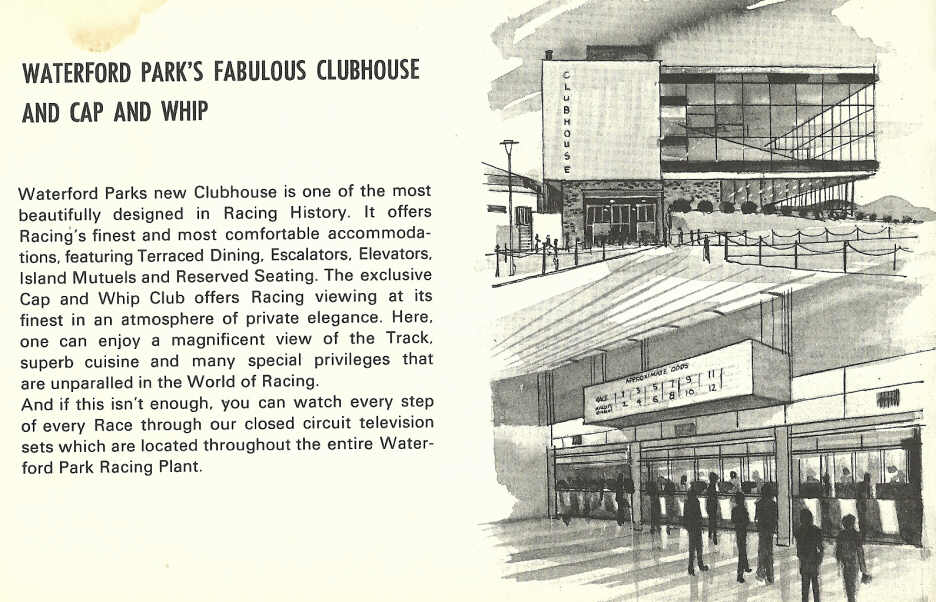 WATERFORD PARK'S FABULOUS CLUBHOUSE
AND CAP AND WHIP
Waterford Parks new Clubhouse is one of the most
beautifully designed in Racing History. It offers
Racing's finest and most comfortable accommoda-
tions, featuring Terraced Dining, Escalators, Elevators,
Island Mutuels and Reserved Seating. The exclusive
Cap and Whip Club offers Racing viewing at its
finest in an atmosphere of private elegance. Here,
one can enjoy a magnificent view of the Track,
superb cuisine and many special privileges that
are unparalled in the World of Racing.
And if this isn't enough, you can watch every step
of every Race through our closed circuit television
sets which are located throughout the entire Water-
ford Park Racing Plant.
CLUBHOUSE
APPROXIMATE ODDS
RACE 1 3 5 7 9 11
2 4 6 8 10 12